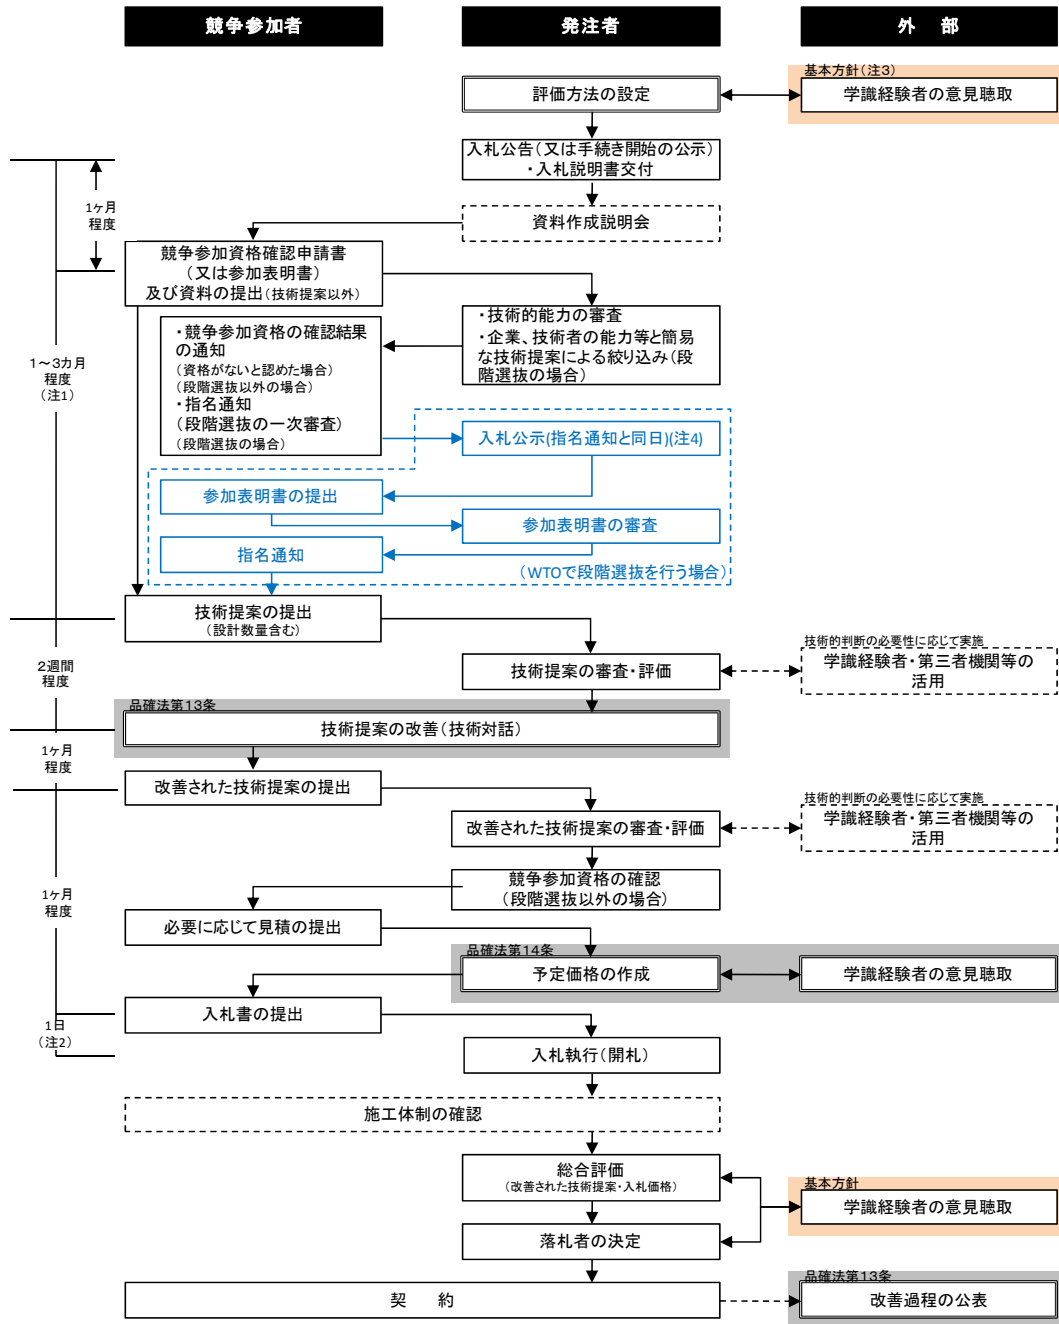 競争参加者
発注者
外　部
基本方針(注3)
評価方法の設定
学識経験者の意見聴取
入札公告(又は手続き開始の公示)
・入札説明書交付
1ヶ月
程度
資料作成説明会
競争参加資格確認申請書
(又は参加表明書)
及び資料の提出(技術提案以外)
・技術的能力の審査
・企業、技術者の能力等と簡易
な技術提案による絞り込み(段
階選抜の場合)
・競争参加資格の確認結果
の通知
(資格がないと認めた場合)
(段階選抜以外の場合)
・指名通知
(段階選抜の一次審査)
(段階選抜の場合)
1～3カ月
程度
(注1)
入札公示(指名通知と同日)(注4)
参加表明書の提出
参加表明書の審査
指名通知
(WTOで段階選抜を行う場合)
技術提案の提出
(設計数量含む)
2週間
程度
技術提案の審査・評価
技術的判断の必要性に応じて実施
学識経験者・第三者機関等の
活用
品確法第13条
技術提案の改善(技術対話)
1ヶ月
程度
改善された技術提案の提出
改善された技術提案の審査・評価
技術的判断の必要性に応じて実施
学識経験者・第三者機関等の
活用
競争参加資格の確認
(段階選抜以外の場合)
1ヶ月
程度
必要に応じて見積の提出
品確法第14条
予定価格の作成
学識経験者の意見聴取
入札書の提出
1日
(注2)
入札執行(開札)
施工体制の確認
総合評価
(改善された技術提案・入札価格)
基本方針
学識経験者の意見聴取
落札者の決定
契　約
品確法第13条
改善過程の公表